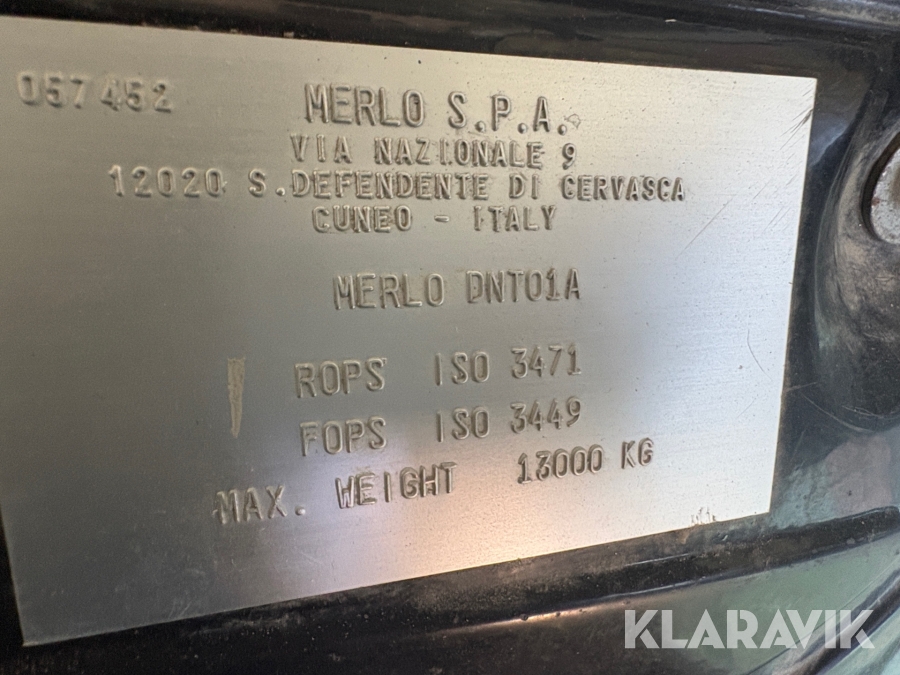 057452
MERLO S.P.A.
VIA NAZIONALE 9
12020 S.DEFENDENTE DI CERVASCA
CUNEO - ITALY
MERLO DNT01A
ROPS ISO 3471
FOPS ISO 3449
MAX. WEIGHT 13000 KG
KLARAVIK